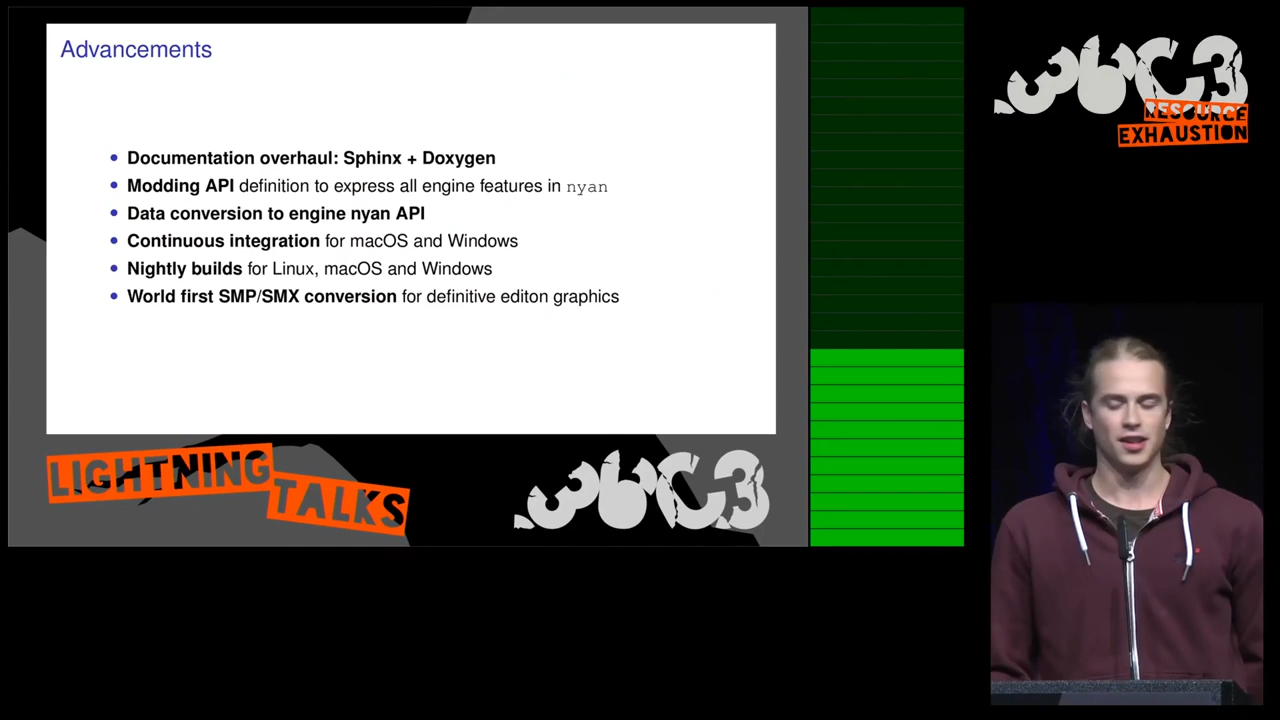 Advancements
Documentation overhaul: Sphinx + Doxygen
Modding API definition to express all engine features in nyan
Data conversion to engine nyan API
Continuous integration for macOS and Windows
Nightly builds for Linux, macOS and Windows
World first SMP/SMX conversion for definitive editon graphics
LIGHTNING
TALKS
36C3
36C3
RESOURCE
EXHAUSTION